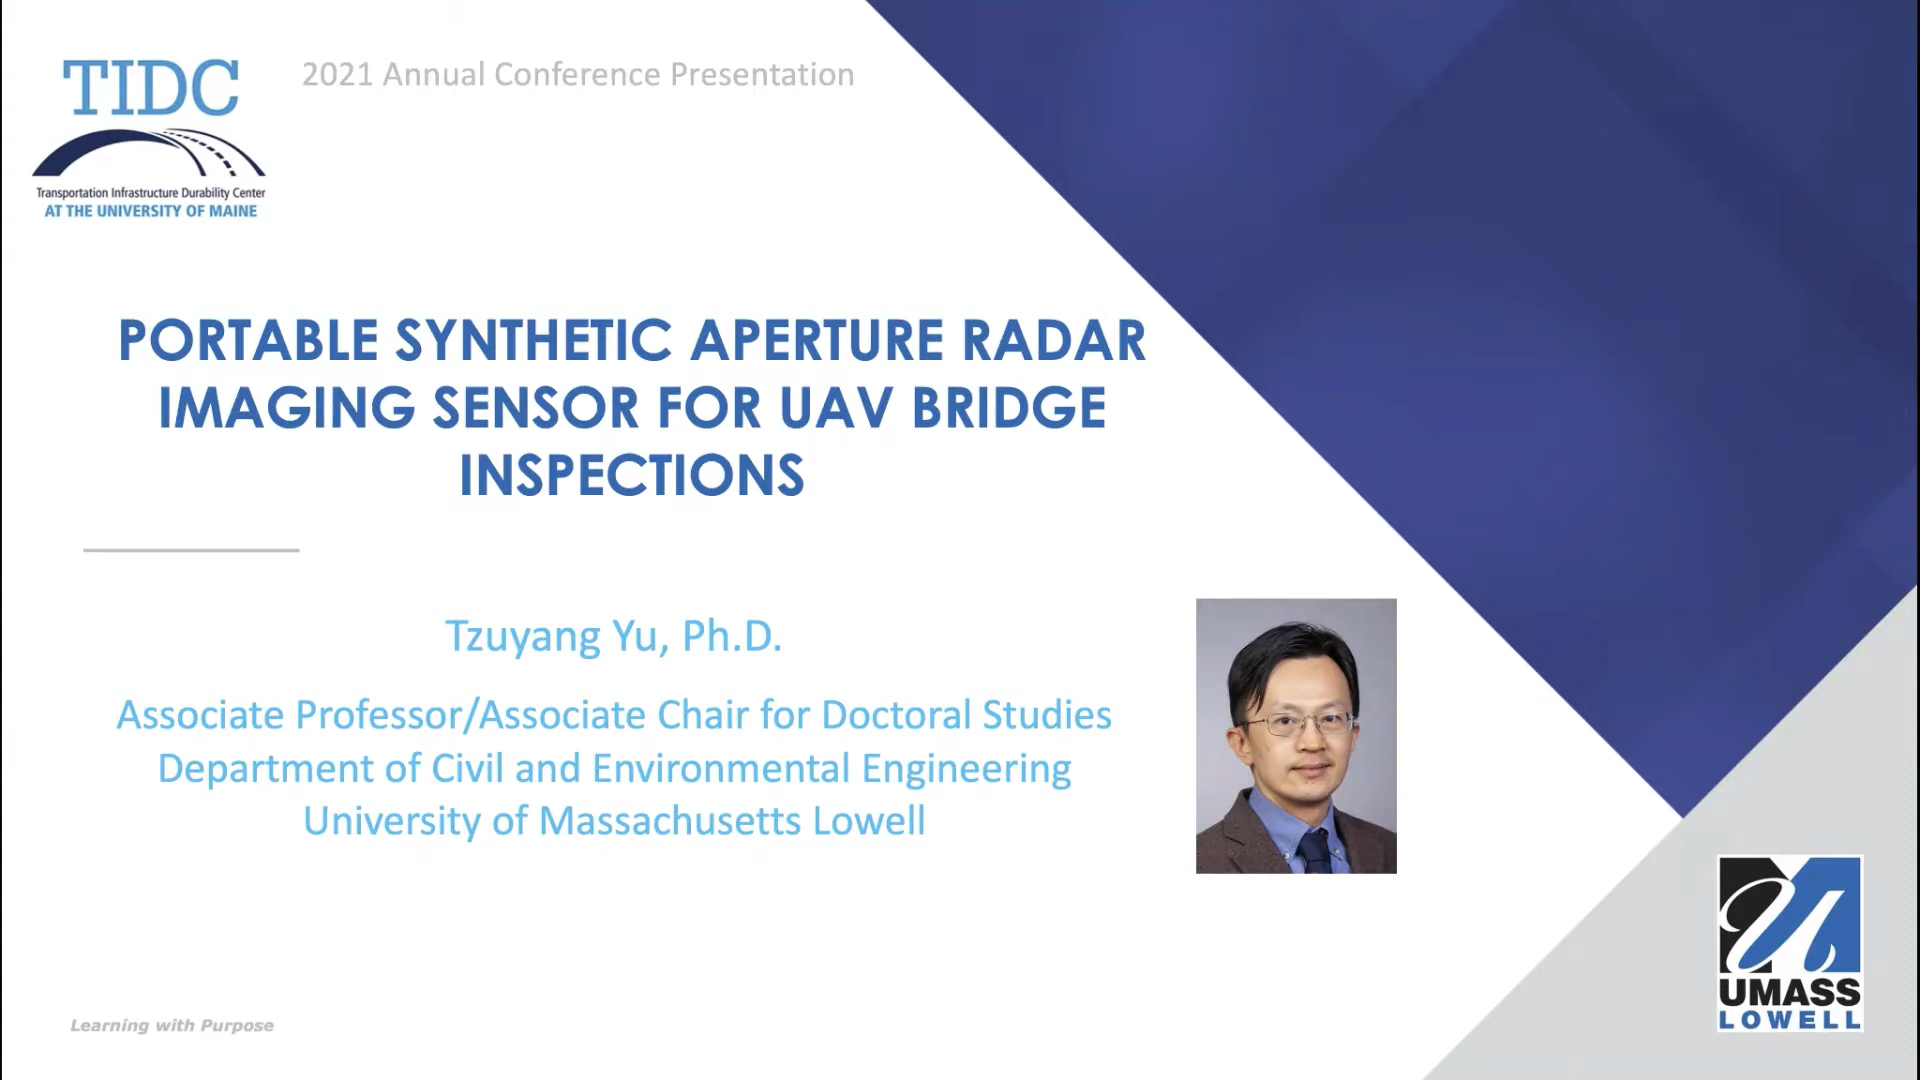 TIDC
Transportation Infrastructure Durability Center
AT THE UNIVERSITY OF MAINE
2021 Annual Conference Presentation
PORTABLE SYNTHETIC APERTURE RADAR
IMAGING SENSOR FOR UAV BRIDGE
INSPECTIONS
Tzuyang Yu, Ph.D.
Associate Professor/Associate Chair for Doctoral Studies
Department of Civil and Environmental Engineering
University of Massachusetts Lowell
Learning with Purpose
UMASS
LOWELL